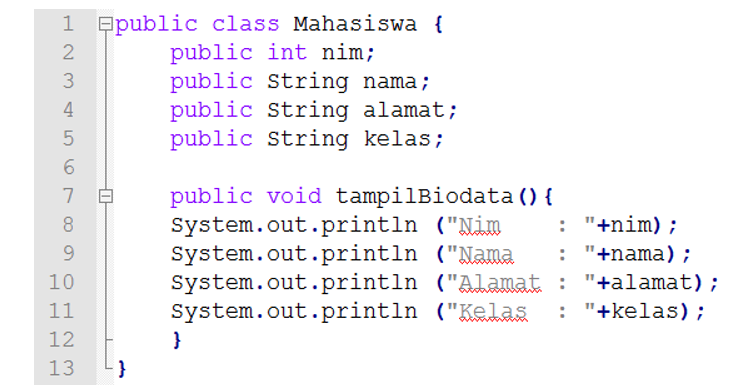 1 public class Mahasiswa {
2 public int nim;
3 public String nama;
4 public String alamat;
5 public String kelas;
6
7 public void tampilBiodata(){
8 System.out.println ("Nim    : "+nim);
9 System.out.println ("Nama   : "+nama);
10 System.out.println ("Alamat : "+alamat);
11 System.out.println ("Kelas  : "+kelas);
12 }
13 }